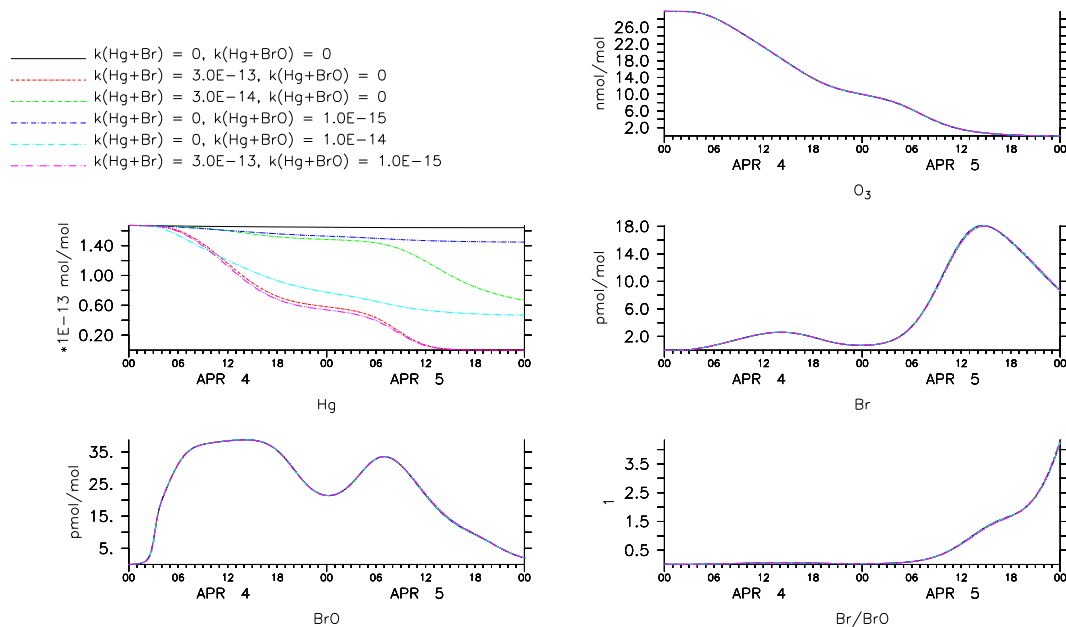 k(Hg+Br) = 0, k(Hg+BrO) = 0
k(Hg+Br) = 3.0E-13, k(Hg+BrO) = 0
k(Hg+Br) = 3.0E-14, k(Hg+BrO) = 0
k(Hg+Br) = 0, k(Hg+BrO) = 1.0E-15
k(Hg+Br) = 0, k(Hg+BrO) = 1.0E-14
k(Hg+Br) = 3.0E-13, k(Hg+BrO) = 1.0E-15
nmol/mol
26.0
22.0
18.0
14.0
10.0
6.0
2.0
00 06 12 18 00 06 12 18 00
APR 4 APR 5
O3
*1E-13 mol/mol
1.40
1.00
0.60
0.20
00 06 12 18 00 06 12 18 00
APR 4 APR 5
Hg
pmol/mol
18.0
10.0
2.0
00 06 12 18 00 06 12 18 00
APR 4 APR 5
Br
pmol/mol
35.
25.
15.
5.
00 06 12 18 00 06 12 18 00
APR 4 APR 5
BrO
1
3.5
2.5
1.5
0.5
00 06 12 18 00 06 12 18 00
APR 4 APR 5
Br/BrO